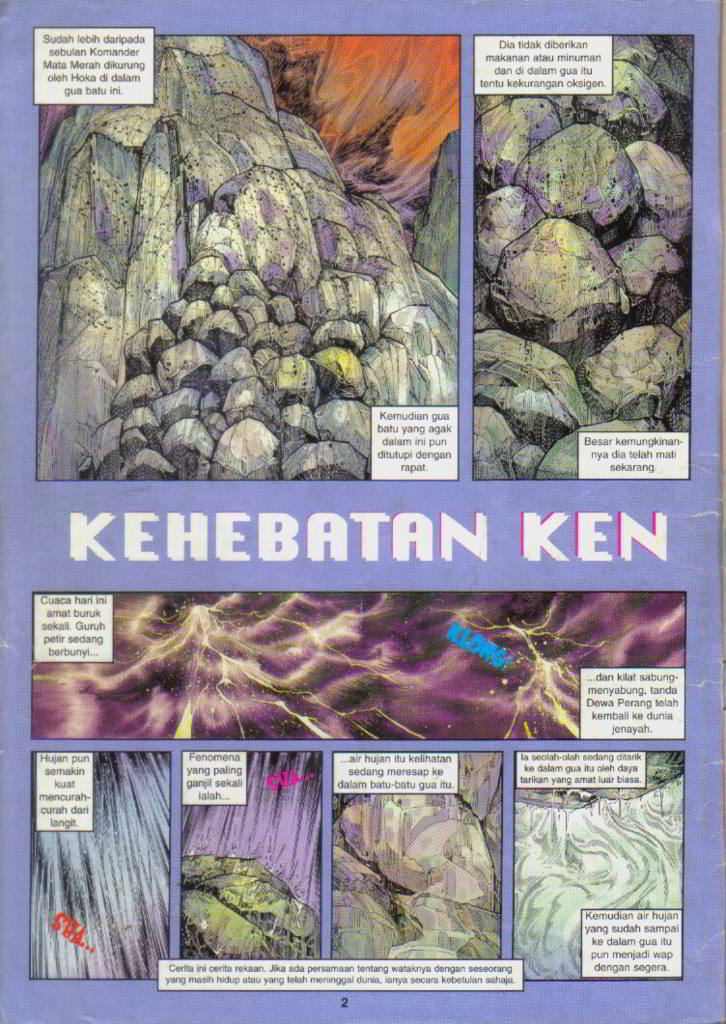 Sudah lebih daripada
sebulan Komander
Mata Merah dikurung
oleh Hoka di dalam
gua batu ini.
Kemudian gua
batu yang agak
dalam ini pun
ditutupi dengan
rapat.
Dia tidak diberikan
makanan atau minuman
dan di dalam gua itu
tentu kekurangan oksigen.
Besar kemungkinan-
nya dia telah mati
sekarang.
KEHEBATAN KEN
Cuaca hari ini
amat buruk
sekali. Guruh
petir sedang
berbunyi...
KLONG!
...dan kilat sabung-
menyabung, tanda
Dewa Perang telah
kembali ke dunia
jenayah.
Hujan pun
semakin
kuat
mencurah-
curah dari
langit.
Fenomena
yang paling
ganjil sekali
ialah...
...air hujan itu kelihatan
sedang meresap ke
dalam batu-batu gua itu.
Ia seolah-olah sedang ditarik
ke dalam gua itu oleh daya
tarikan yang amat luar biasa.
Kemudian air hujan
yang sudah sampai
ke dalam gua itu
pun menjadi wap
dengan segera.
Cerita ini cerita rekaan. Jika ada persamaan tentang wataknya dengan seseorang
yang masih hidup atau yang telah meninggal dunia, ianya secara kebetulan sahaja.
2